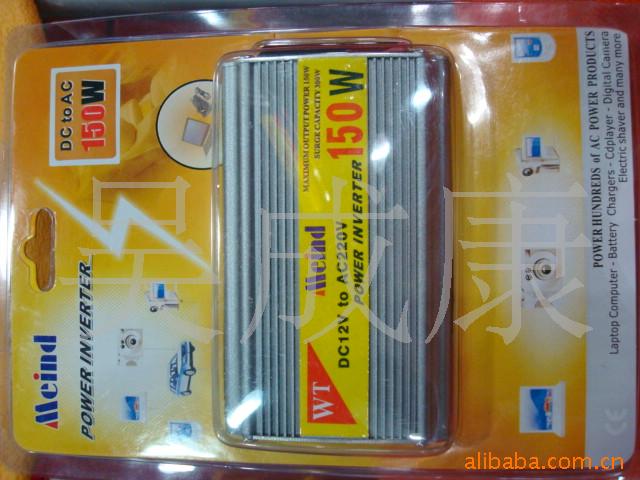 DC to AC
150W
Meind
POWER INVERTER
MAXIMUM OUTPUT POWER 150W
SURGE CAPACITY 300W
150W
Meind
DC12V to AC220V
POWER INVERTER
WT
POWER HUNDREDS of AC POWER PRODUCTS
Laptop Computer - Battery Chargers - Cdplayer - Digital Camera
Electric shaver and many more
吴成康
alibaba.com.cn